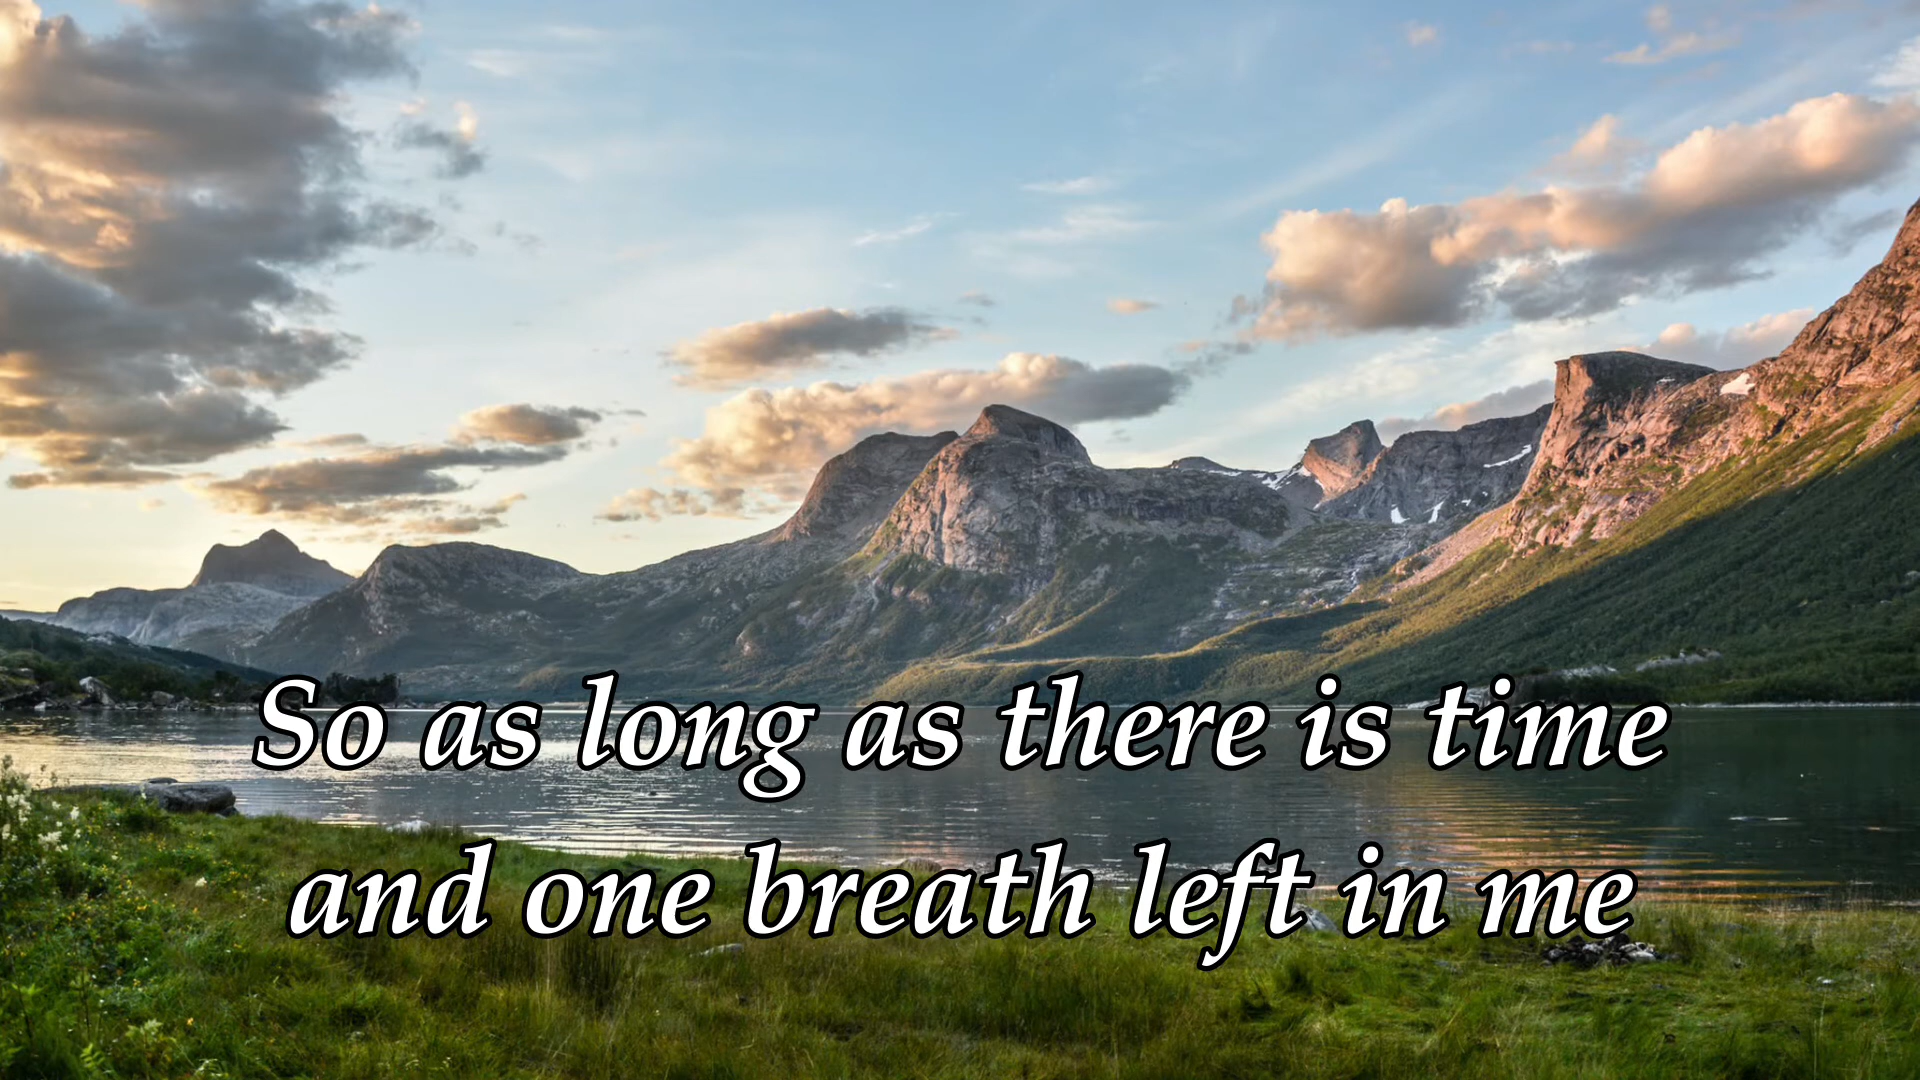 So as long as there is time
and one breath left in me